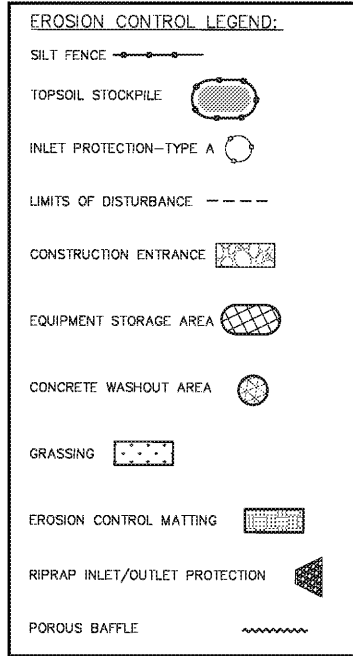 EROSION CONTROL LEGEND:
SILT FENCE
TOPSOIL STOCKPILE
INLET PROTECTION-TYPE A
LIMITS OF DISTURBANCE
CONSTRUCTION ENTRANCE
EQUIPMENT STORAGE AREA
CONCRETE WASHOUT AREA
GRASSING
EROSION CONTROL MATTING
RIPRAP INLET/OUTLET PROTECTION
POROUS BAFFLE